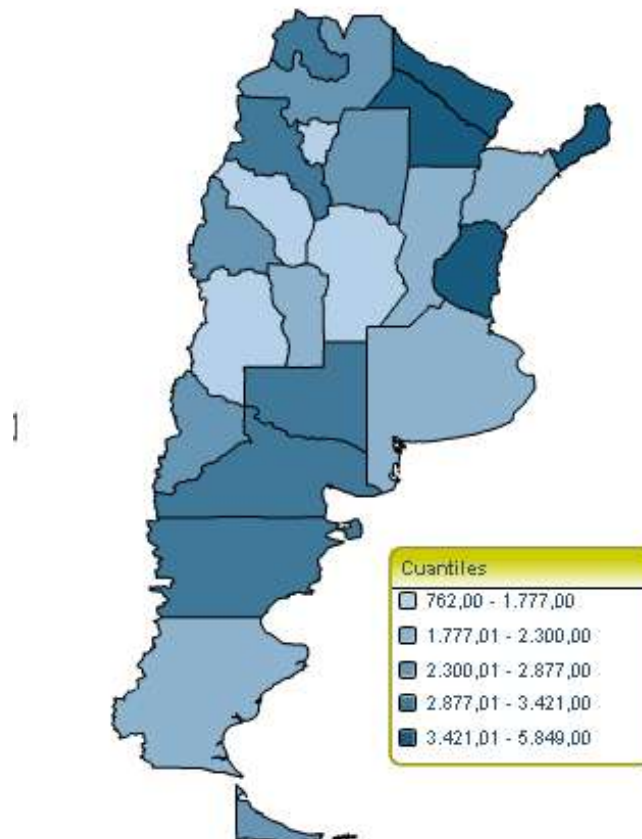 Cuantiles
762,00 - 1.777,00
1.777,01 - 2.300,00
2.300,01 - 2.877,00
2.877,01 - 3.421,00
3.421,01 - 5.849,00